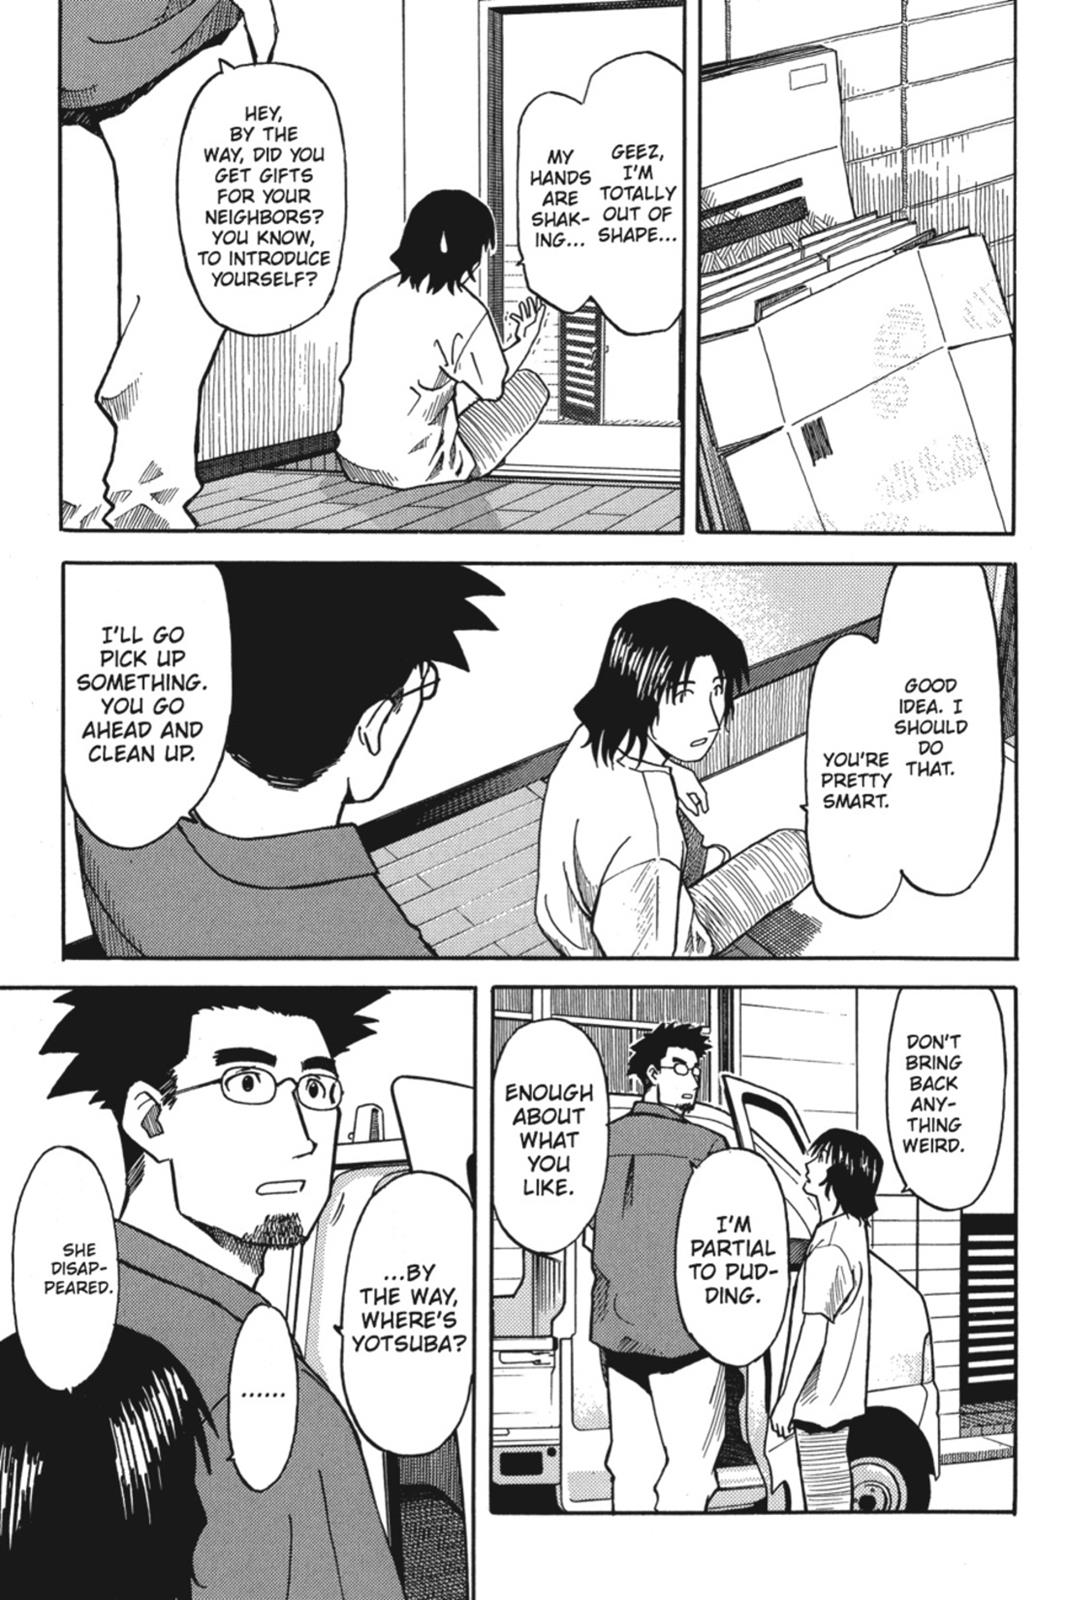 GEEZ,
I'M
TOTALLY
OUT OF
SHAPE...
MY
HANDS
ARE
SHAK-
ING...
HEY,
BY THE
WAY, DID YOU
GET GIFTS
FOR YOUR
NEIGHBORS?
YOU KNOW,
TO INTRODUCE
YOURSELF?
GOOD
IDEA. I
SHOULD
DO
THAT.
YOU'RE
PRETTY
SMART.
I'LL GO
PICK UP
SOMETHING.
YOU GO
AHEAD AND
CLEAN UP.
DON'T
BRING
BACK
ANY-
THING
WEIRD.
I'M
PARTIAL
TO PUD-
DING.
ENOUGH
ABOUT
WHAT
YOU
LIKE.
...BY
THE WAY,
WHERE'S
YOTSUBA?
......
SHE
DISAP-
PEARED.